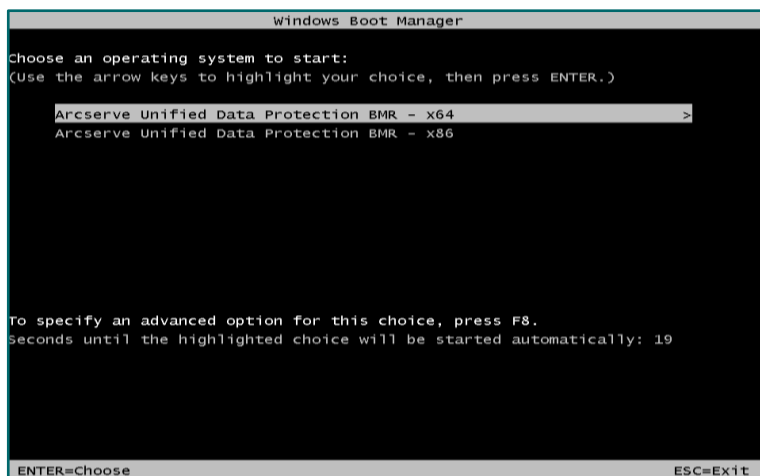 Windows Boot Manager
Choose an operating system to start:
(Use the arrow keys to highlight your choice, then press ENTER.)
Arcserve Unified Data Protection BMR - x64 >
Arcserve Unified Data Protection BMR - x86
To specify an advanced option for this choice, press F8.
Seconds until the highlighted choice will be started automatically: 19
ENTER=Choose ESC=Exit